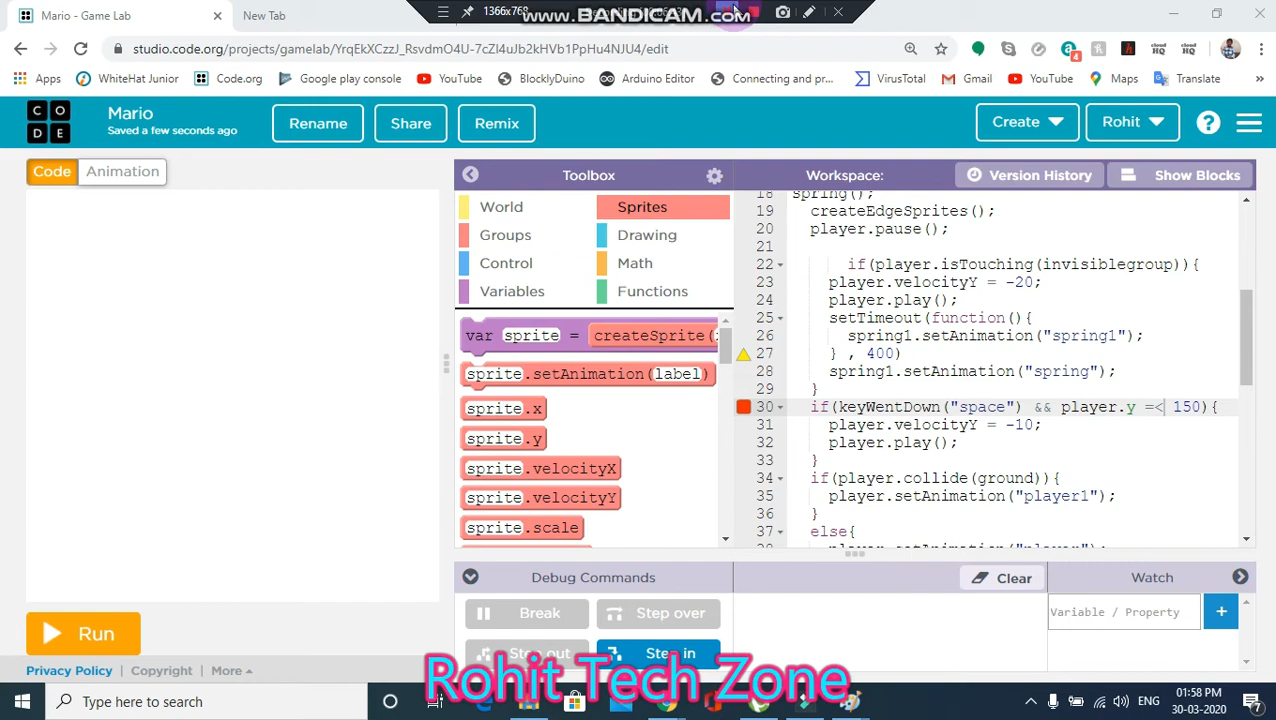 Mario - Game Lab
New Tab
1366x768
www.BANDICAM.com
studio.code.org/projects/gamelab/YrqEkXCzzJ_RsvdmO4U-7cZl4uJb2kHVb1PpHu4NJU4/edit
Apps WhiteHat Junior Code.org Google play console YouTube BlocklyDuino Arduino Editor Connecting and pr... VirusTotal Gmail YouTube Maps Translate »
CODE
Mario
Saved a few seconds ago
Rename Share Remix Create Rohit ?
Code Animation
Toolbox
Workspace: Version History Show Blocks
World Sprites
Groups Drawing
Control Math
Variables Functions
var sprite = createSprite(
sprite.setAnimation(label)
sprite.x
sprite.y
sprite.velocityX
sprite.velocityY
sprite.scale
18 spring();
19 createEdgeSprites();
20 player.pause();
21
22 if(player.isTouching(invisiblegroup)){
23 player.velocityY = -20;
24 player.play();
25 setTimeout(function(){
26 spring1.setAnimation("spring1");
27 } , 400)
28 spring1.setAnimation("spring");
29 }
30 if(keyWentDown("space") && player.y =< 150){
31 player.velocityY = -10;
32 player.play();
33 }
34 if(player.collide(ground)){
35 player.setAnimation("player1");
36 }
37 else{
38 player.setAnimation("player");
Debug Commands
Clear
Watch
Break Step over
Step out Step in
Variable / Property
+
Run
Privacy Policy Copyright More
Rohit Tech Zone
Type here to search
ENG
01:58 PM
30-03-2020
7